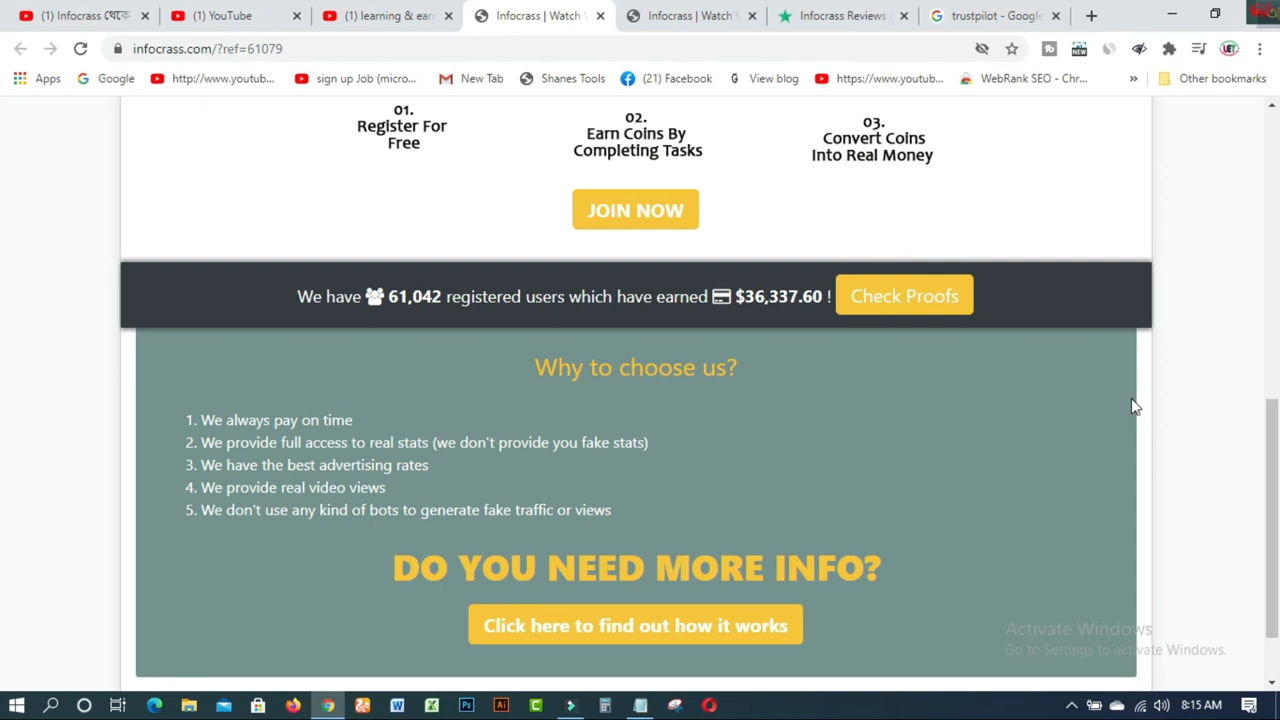 (1) Infocrass থেকে
(1) YouTube
(1) learning & ear
Infocrass | Watch
Infocrass | Watch
Infocrass Reviews |
trustpilot - Google
infocrass.com/?ref=61079
Apps
Google
http://www.youtub...
sign up Job (micro...
New Tab
Shanes Tools
(21) Facebook
View blog
https://www.youtub...
WebRank SEO - Chr...
»
Other bookmarks
01.
Register For
Free
02.
Earn Coins By
Completing Tasks
03.
Convert Coins
Into Real Money
JOIN NOW
We have 61,042 registered users which have earned $36,337.60 ! Check Proofs
Why to choose us?
1. We always pay on time
2. We provide full access to real stats (we don't provide you fake stats)
3. We have the best advertising rates
4. We provide real video views
5. We don't use any kind of bots to generate fake traffic or views
DO YOU NEED MORE INFO?
Click here to find out how it works
Activate Windows
Go to Settings to activate Windows.
8:15 AM